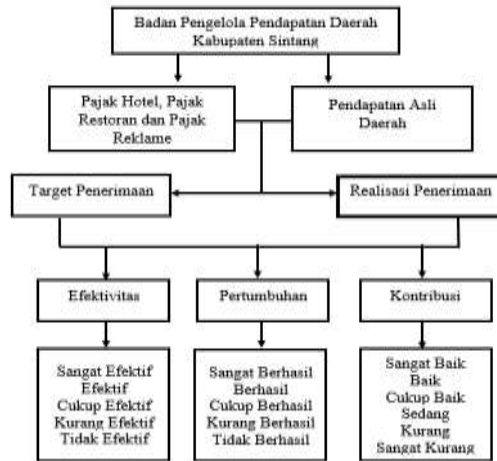 Badan Pengelola Pendapatan Daerah
Kabupaten Sintang
Pajak Hotel, Pajak
Restoran dan Pajak
Reklame
Pendapatan Asli
Daerah
Target Penerimaan
Realisasi Penerimaan
Efektivitas
Pertumbuhan
Kontribusi
Sangat Efektif
Efektif
Cukup Efektif
Kurang Efektif
Tidak Efektif
Sangat Berhasil
Berhasil
Cukup Berhasil
Kurang Berhasil
Tidak Berhasil
Sangat Baik
Baik
Cukup Baik
Sedang
Kurang
Sangat Kurang